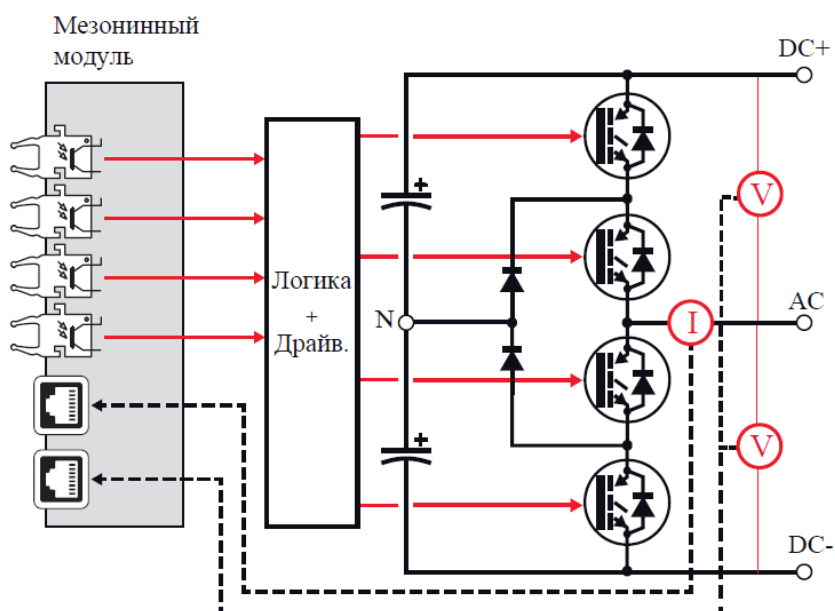 Мезонинный
модуль
DC+
V
Логика
+
Драйв.
N
I
AC
V
DC-
+
+